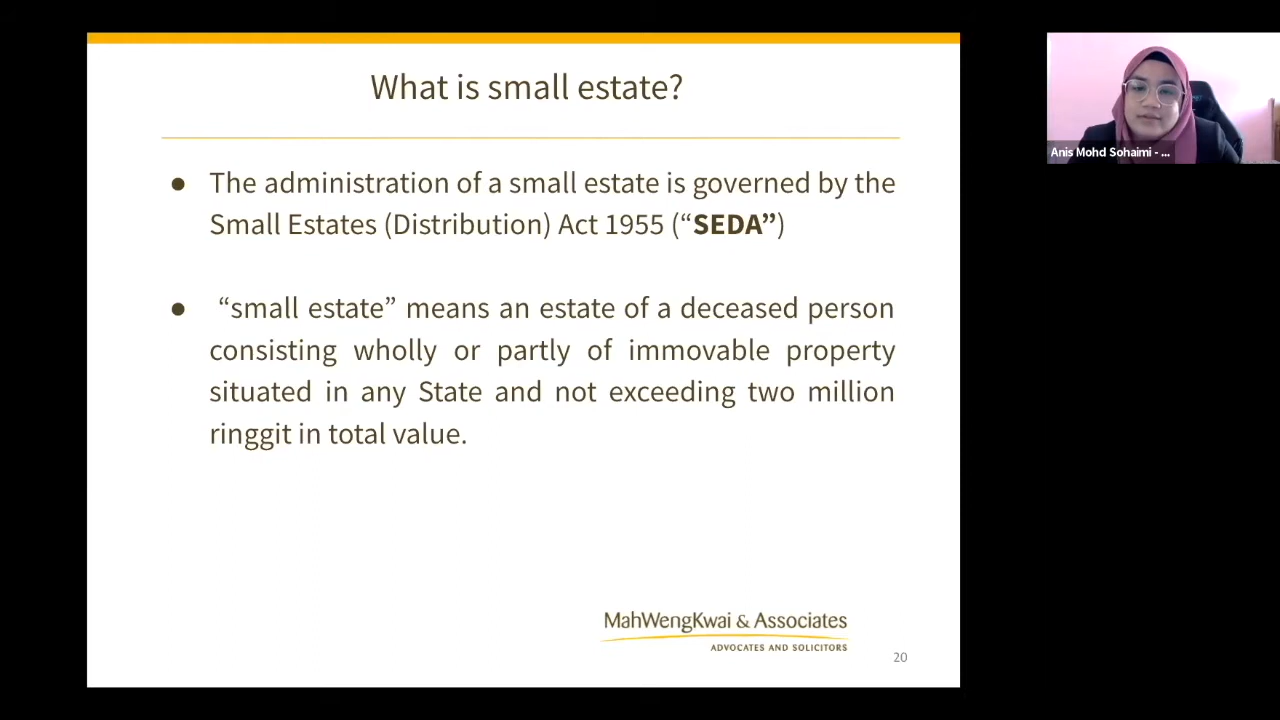 What is small estate?
● The administration of a small estate is governed by the
Small Estates (Distribution) Act 1955 (“SEDA”)
● “small estate” means an estate of a deceased person
consisting wholly or partly of immovable property
situated in any State and not exceeding two million
ringgit in total value.
MahWengKwai & Associates
ADVOCATES AND SOLICITORS
20
Anis Mohd Sohaimi - ...